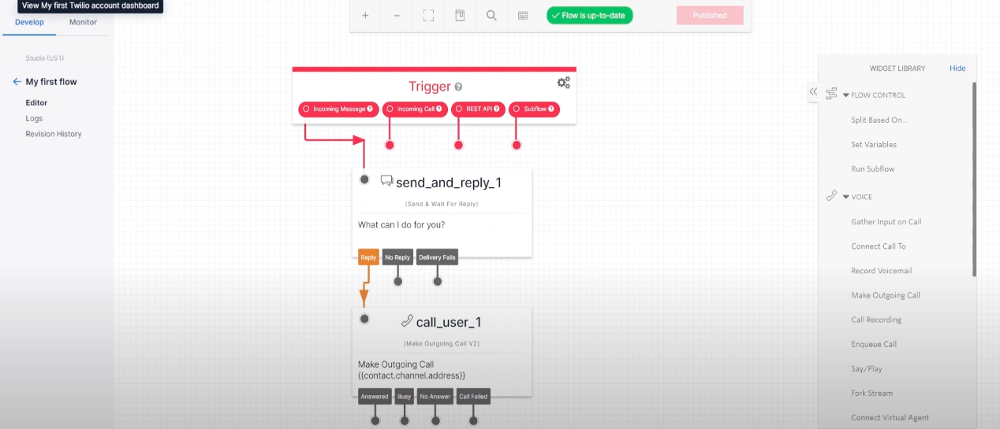 View My first Twilio account dashboard
Develop Monitor
Flow is up-to-date
Published
Studio (US1)
My first flow
Editor
Logs
Revision History
Trigger
Incoming Message Incoming Call REST API Subflow
send_and_reply_1
(Send & Wait For Reply)
What can I do for you?
Reply No Reply Delivery Fails
call_user_1
(Make Outgoing Call V2)
Make Outgoing Call
{{contact.channel.address}}
Answered Busy No Answer Call Failed
WIDGET LIBRARY Hide
FLOW CONTROL
Split Based On...
Set Variables
Run Subflow
VOICE
Gather Input on Call
Connect Call To
Record Voicemail
Make Outgoing Call
Call Recording
Enqueue Call
Say/Play
Fork Stream
Connect Virtual Agent